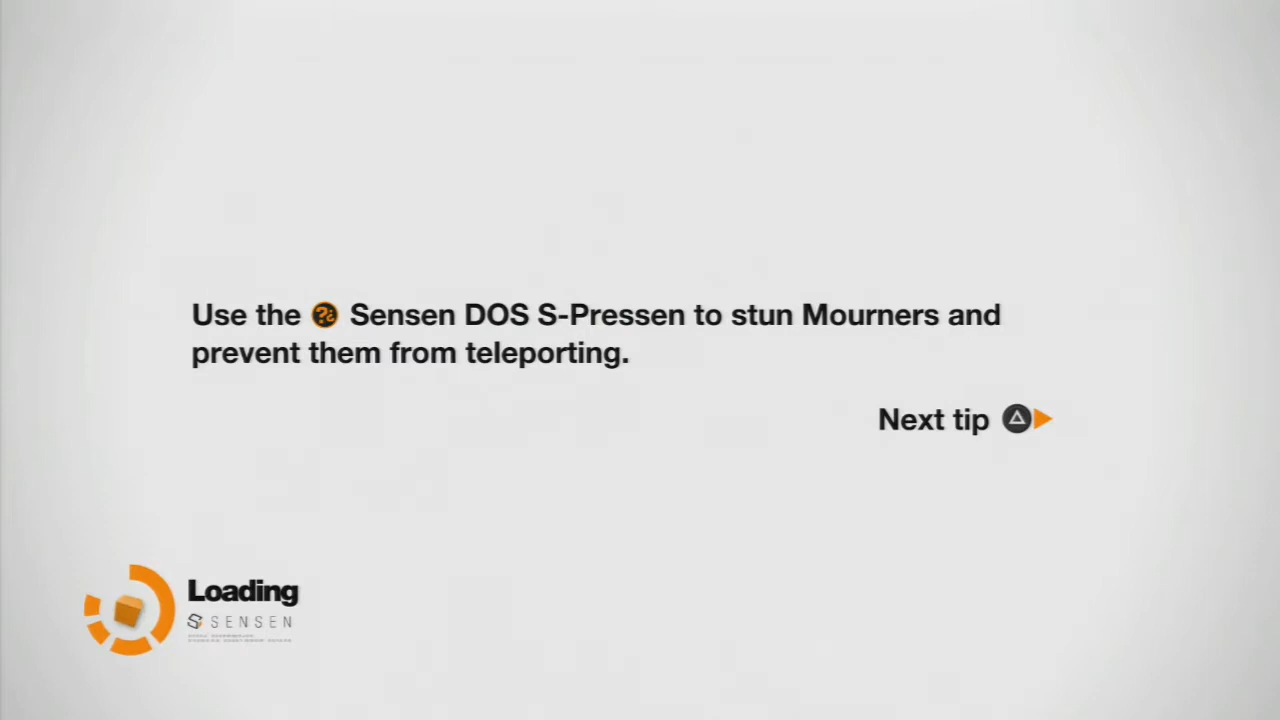 Use the Sensen DOS S-Pressen to stun Mourners and
prevent them from teleporting.
Next tip
Loading
SENSEN